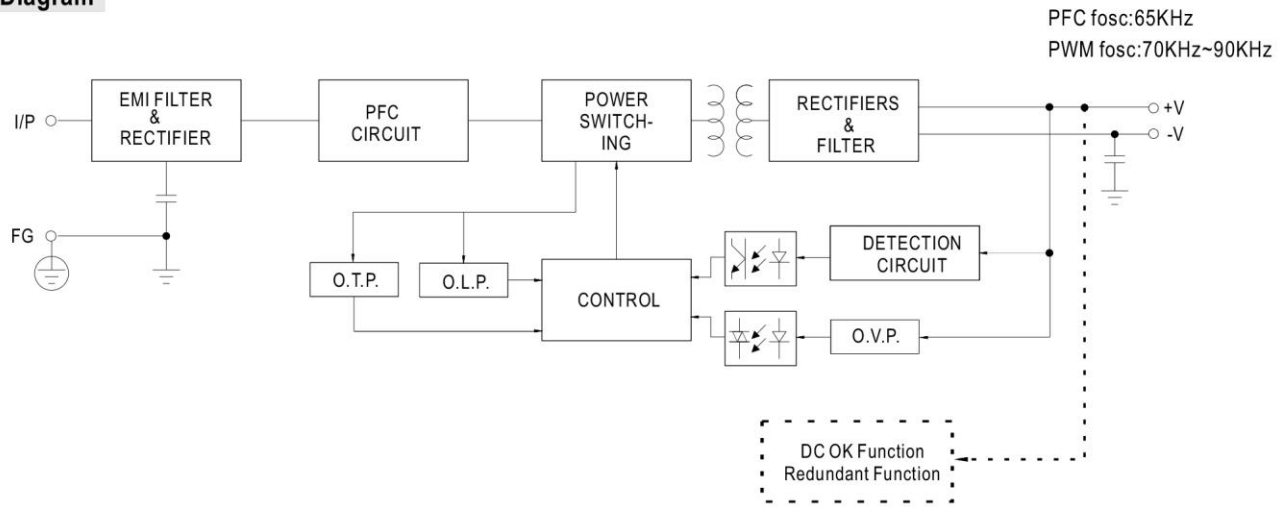 Diagram
PFC fosc:65KHz
PWM fosc:70KHz~90KHz
I/P
EMI FILTER
&
RECTIFIER
PFC
CIRCUIT
POWER
SWITCH-
ING
RECTIFIERS
&
FILTER
+V
-V
FG
O.T.P.
O.L.P.
CONTROL
DETECTION
CIRCUIT
O.V.P.
DC OK Function
Redundant Function